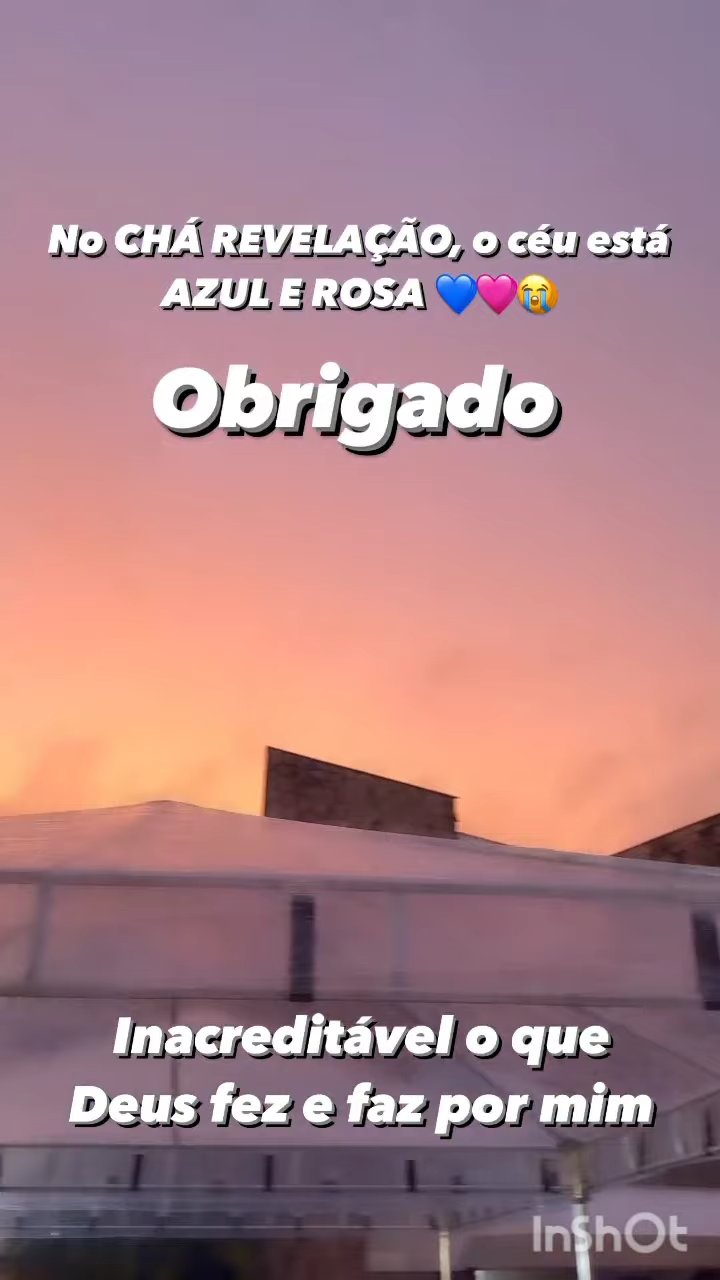 No CHÁ REVELAÇÃO, o céu está
AZUL E ROSA 💙🩷😭
Obrigado
Inacreditável o que
Deus fez e faz por mim
InShOt